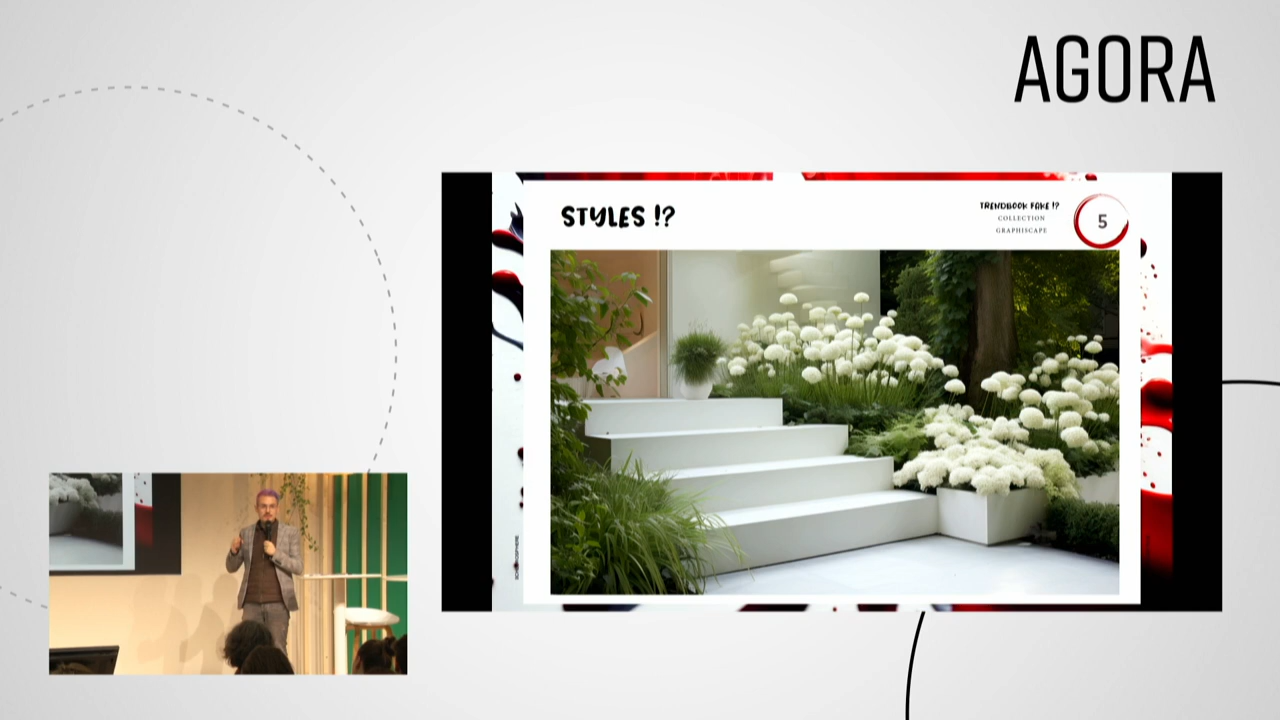 AGORA
STYLES !?
TRENDBOOK FAKE !?
COLLECTION
GRAPHISCAPE
5